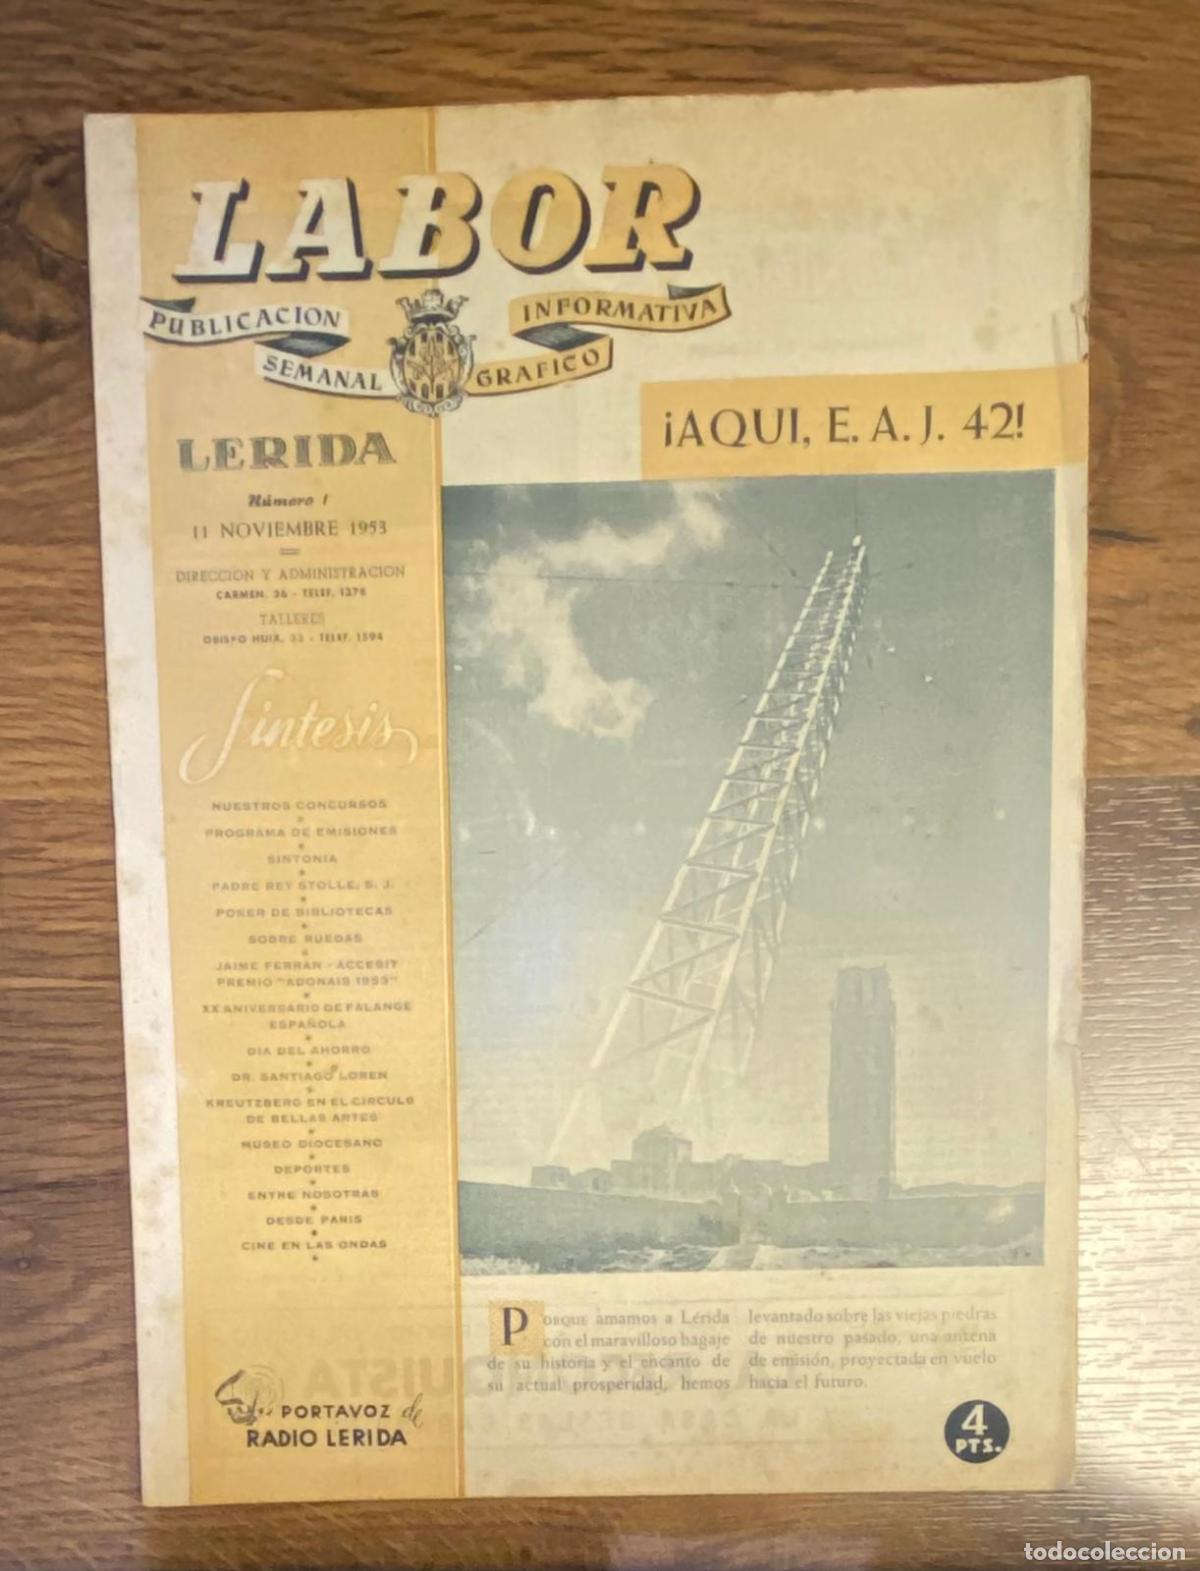 LABOR
PUBLICACION
SEMANAL
GRAFICO
INFORMATIVA
¡AQUI, E. A. J. 42!
LERIDA
Número 1
11 NOVIEMBRE 1953
DIRECCION Y ADMINISTRACION
CARMEN, 26 - TELEF. 1378
TALLERES
OBISPO HUIX, 23 - TELEF. 1594
Síntesis
NUESTROS CONCURSOS
PROGRAMA DE EMISIONES
SINTONIA
PADRE REY STOLLE, S. J.
POKER DE BIBLIOTECAS
SOBRE RUEDAS
JAIME FERRAN - ACCESIT
PREMIO "ADONAIS 1953"
XX ANIVERSARIO DE FALANGE
ESPAÑOLA
DIA DEL AHORRO
DR. SANTIAGO LOREN
KREUTZBERG EN EL CIRCULO
DE BELLAS ARTES
MUSEO DIOCESANO
DEPORTES
ENTRE NOSOTRAS
DESDE PARIS
CINE EN LAS ONDAS
PORTAVOZ de
RADIO LERIDA
PORQUE amamos a Lérida
con el maravilloso bagaje
de su historia y el encanto de
su actual prosperidad, hemos
levantado sobre las viejas piedras
de nuestro pasado, una antena
de emisión, proyectada en vuelo
hacia el futuro.
4
PTS.
todocoleccion